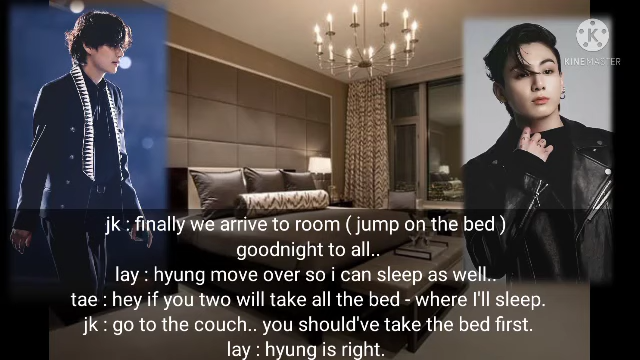 K
KINEMASTER
jk : finally we arrive to room ( jump on the bed )
goodnight to all..
lay : hyung move over so i can sleep as well..
tae : hey if you two will take all the bed - where I'll sleep.
jk : go to the couch.. you should've take the bed first.
lay : hyung is right.